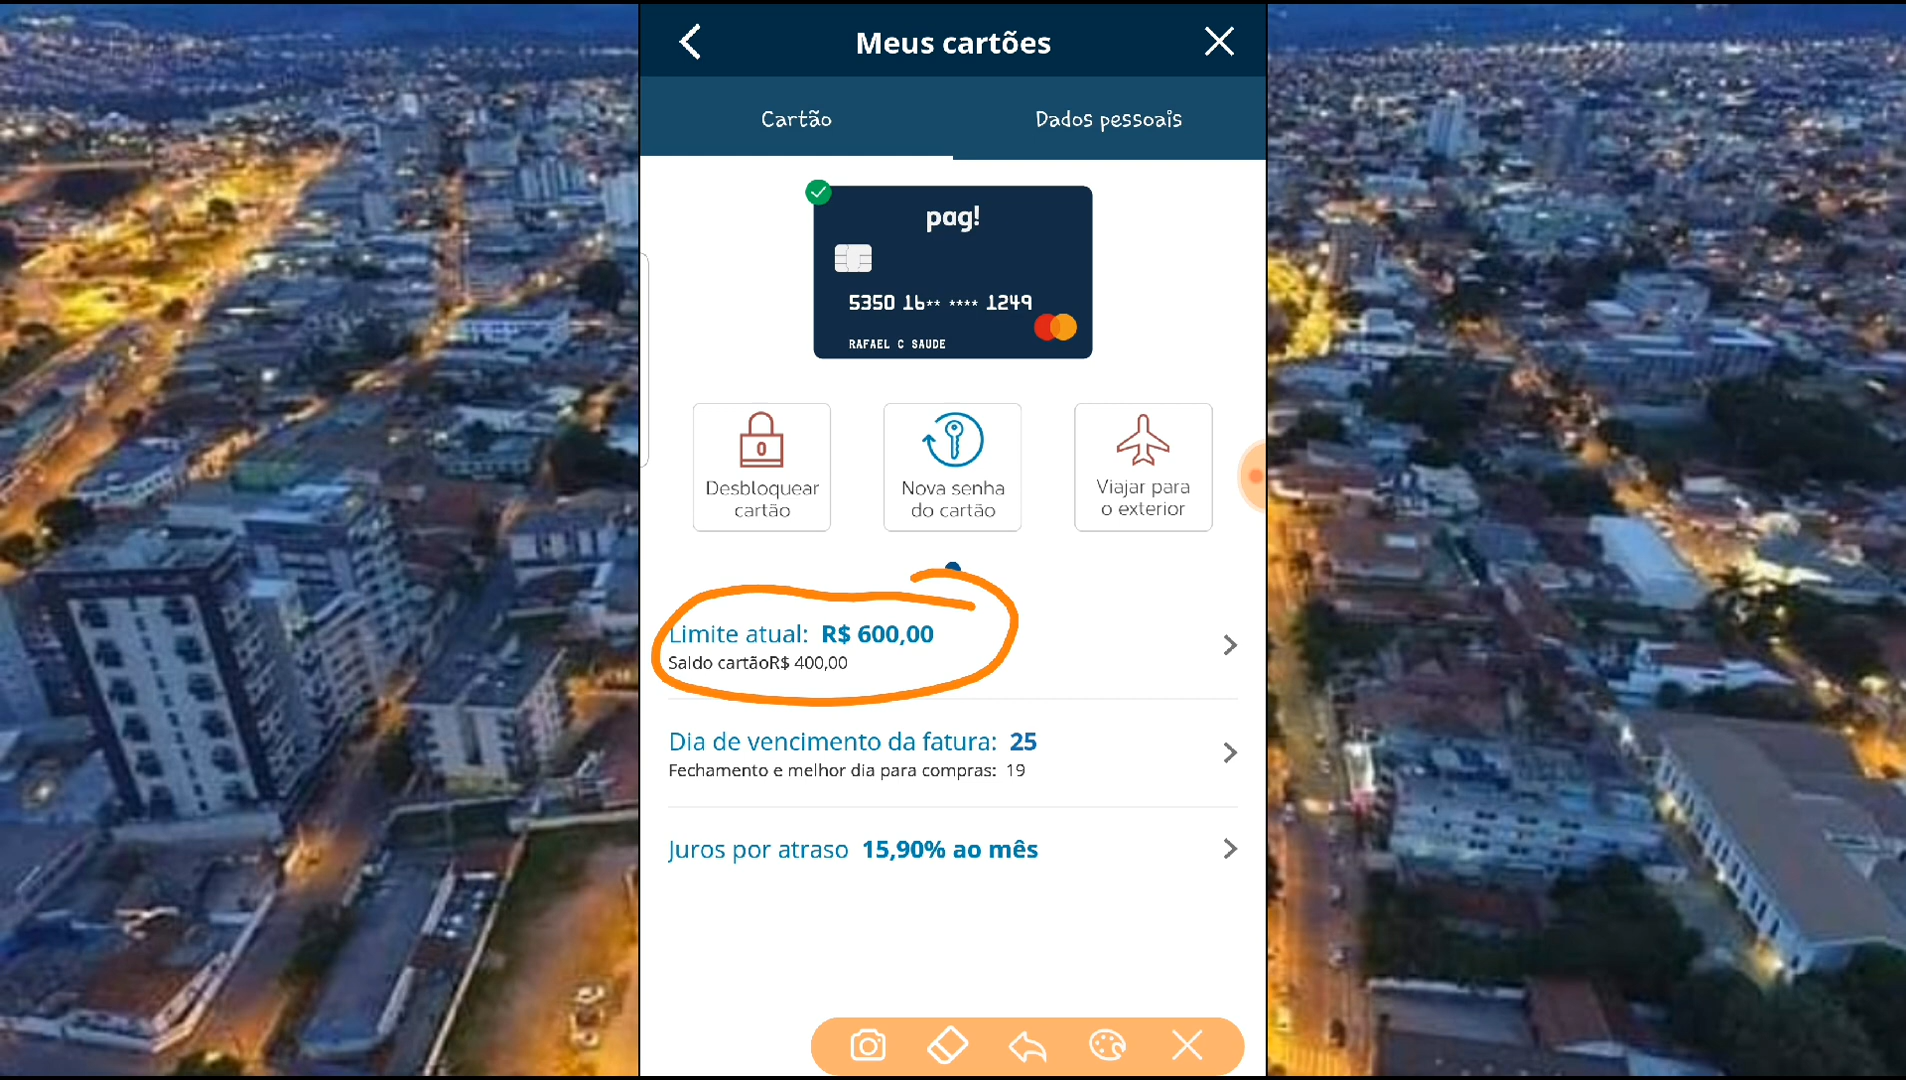 Meus cartões
Cartão
Dados pessoais
pag!
5350 16** **** 1249
RAFAEL C SAUDE
Desbloquear
cartão
Nova senha
do cartão
Viajar para
o exterior
Limite atual: R$ 600,00
Saldo cartãoR$ 400,00
Dia de vencimento da fatura: 25
Fechamento e melhor dia para compras: 19
Juros por atraso 15,90% ao mês